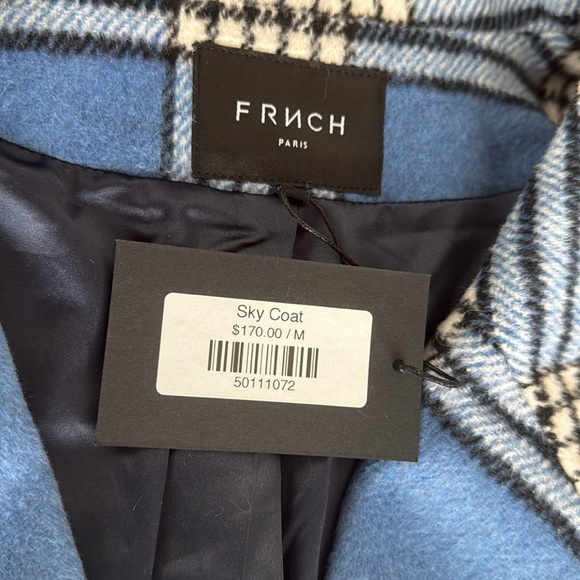 FRNCH
PARIS
Sky Coat
$170.00 / M
50111072